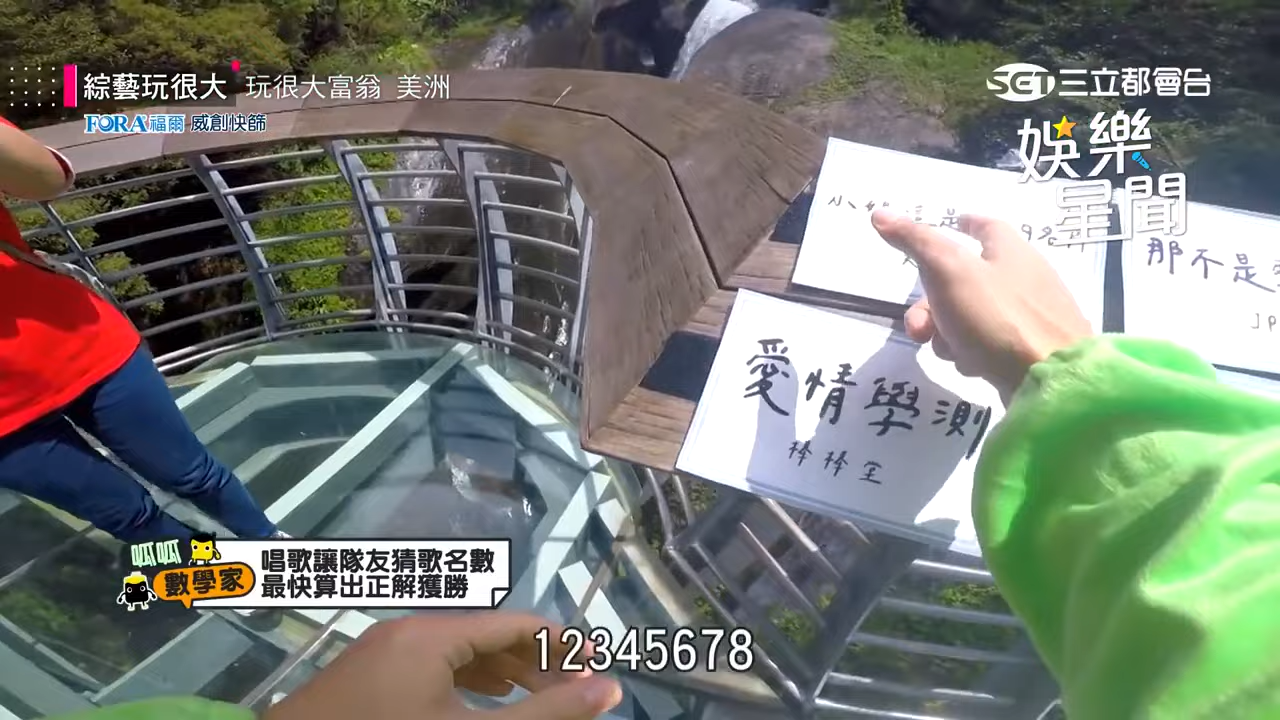 綜藝玩很大 玩很大富翁 美洲
FORA福爾 威創快篩
SET三立都會台
娛樂
星聞
那不是
JP
愛情學測
棒棒堂
呱呱
數學家
唱歌讓隊友猜歌名數
最快算出正解獲勝
12345678